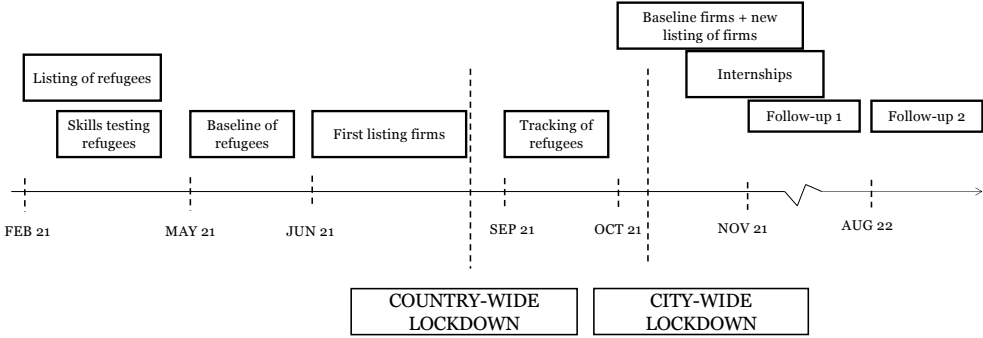 Baseline firms + new
listing of firms
Listing of refugees
Internships
Skills testing
refugees
Baseline of
refugees
First listing firms
Tracking of
refugees
Follow-up 1
Follow-up 2
FEB 21
MAY 21
JUN 21
SEP 21
OCT 21
NOV 21
AUG 22
COUNTRY-WIDE
LOCKDOWN
CITY-WIDE
LOCKDOWN